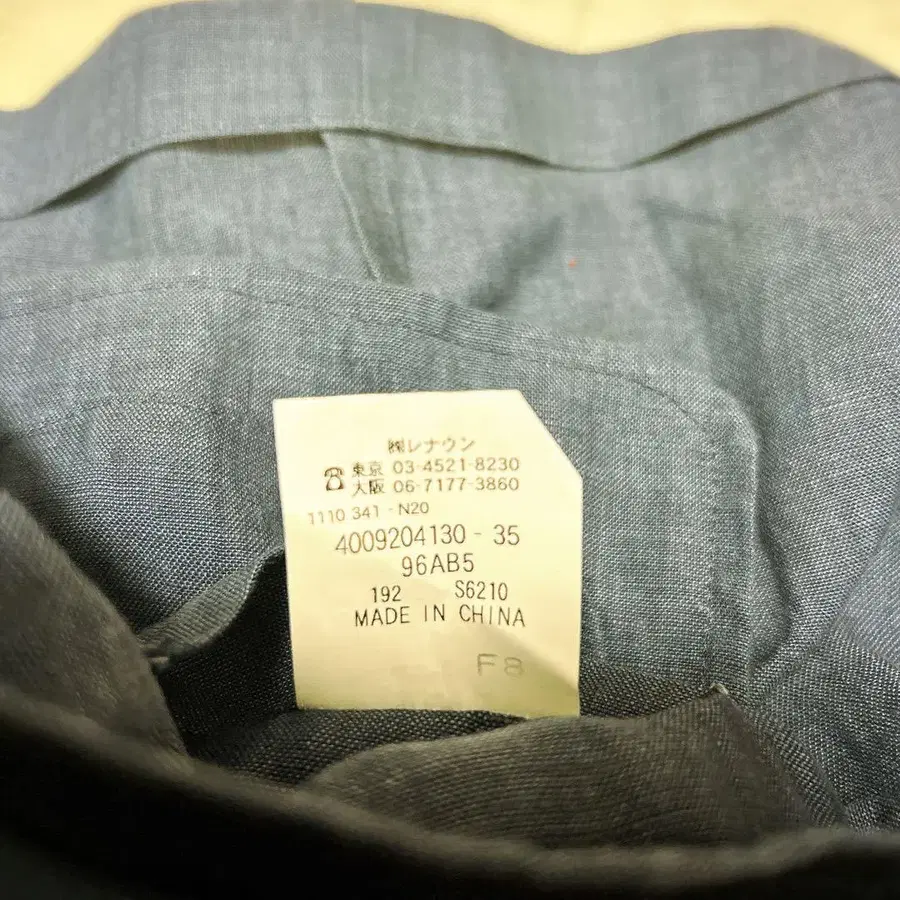 ㈱レナウン
☎東京 03-4521-8230
大阪 06-7177-3860
1110 341 - N20
4009204130 - 35
96AB5
192 S6210
MADE IN CHINA
F8